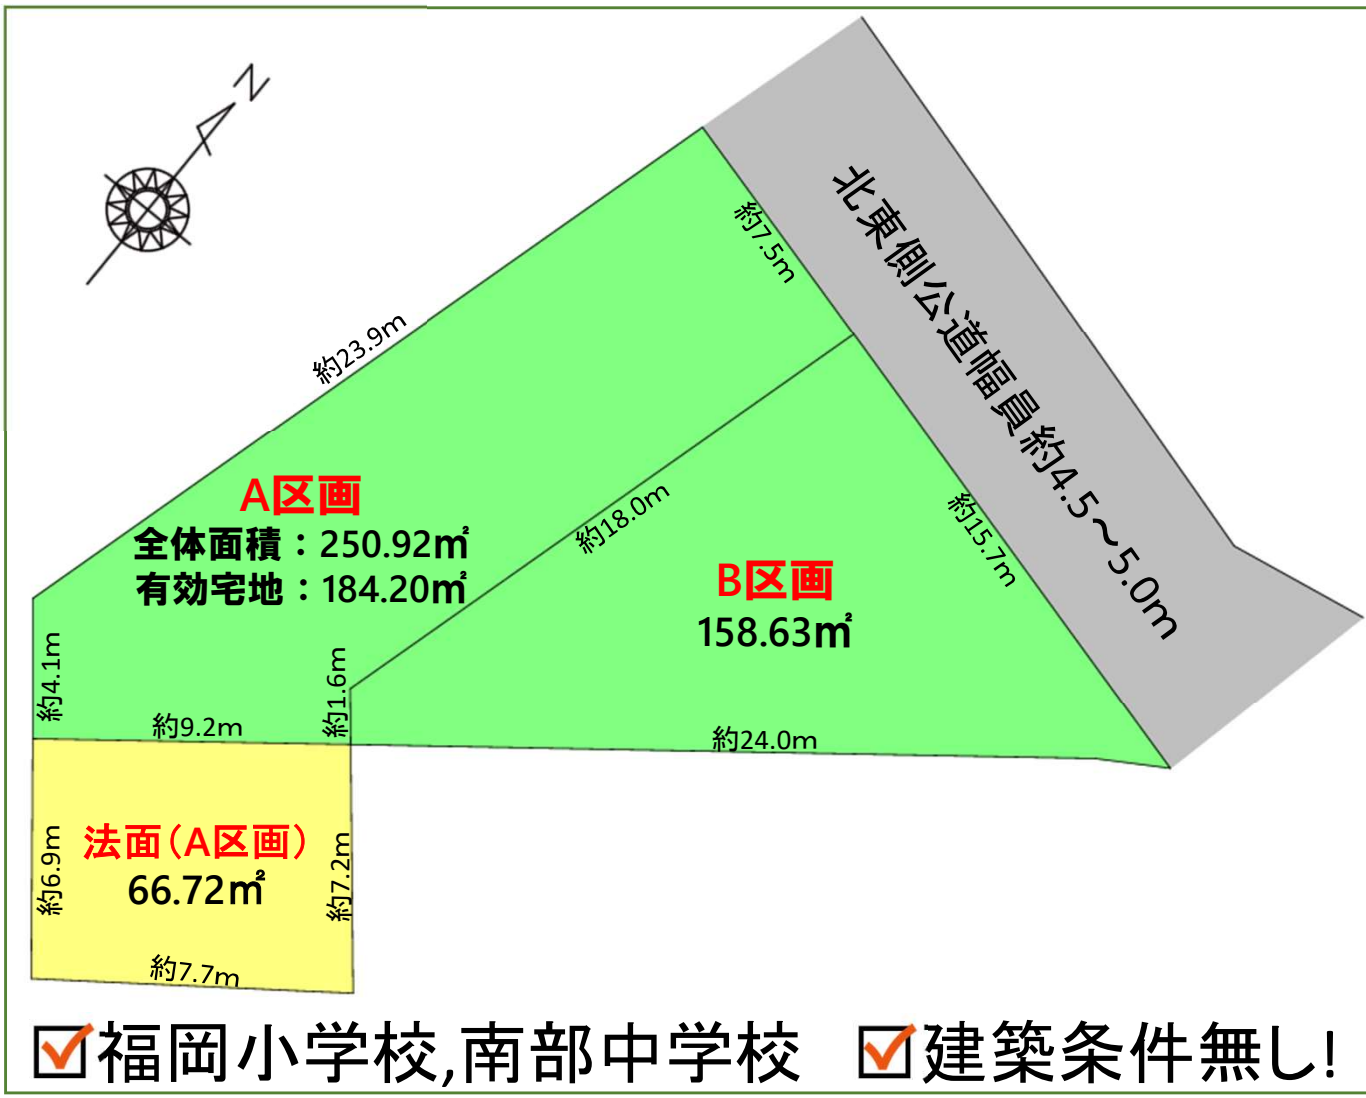 N
北東側公道幅員約4.5～5.0m
約7.5m
約23.9m
A区画
全体面積：250.92㎡
有効宅地：184.20㎡
約18.0m
約15.7m
B区画
158.63㎡
約4.1m
約1.6m
約9.2m
約24.0m
法面（A区画）
66.72㎡
約6.9m
約7.2m
約7.7m
福岡小学校,南部中学校
建築条件無し!